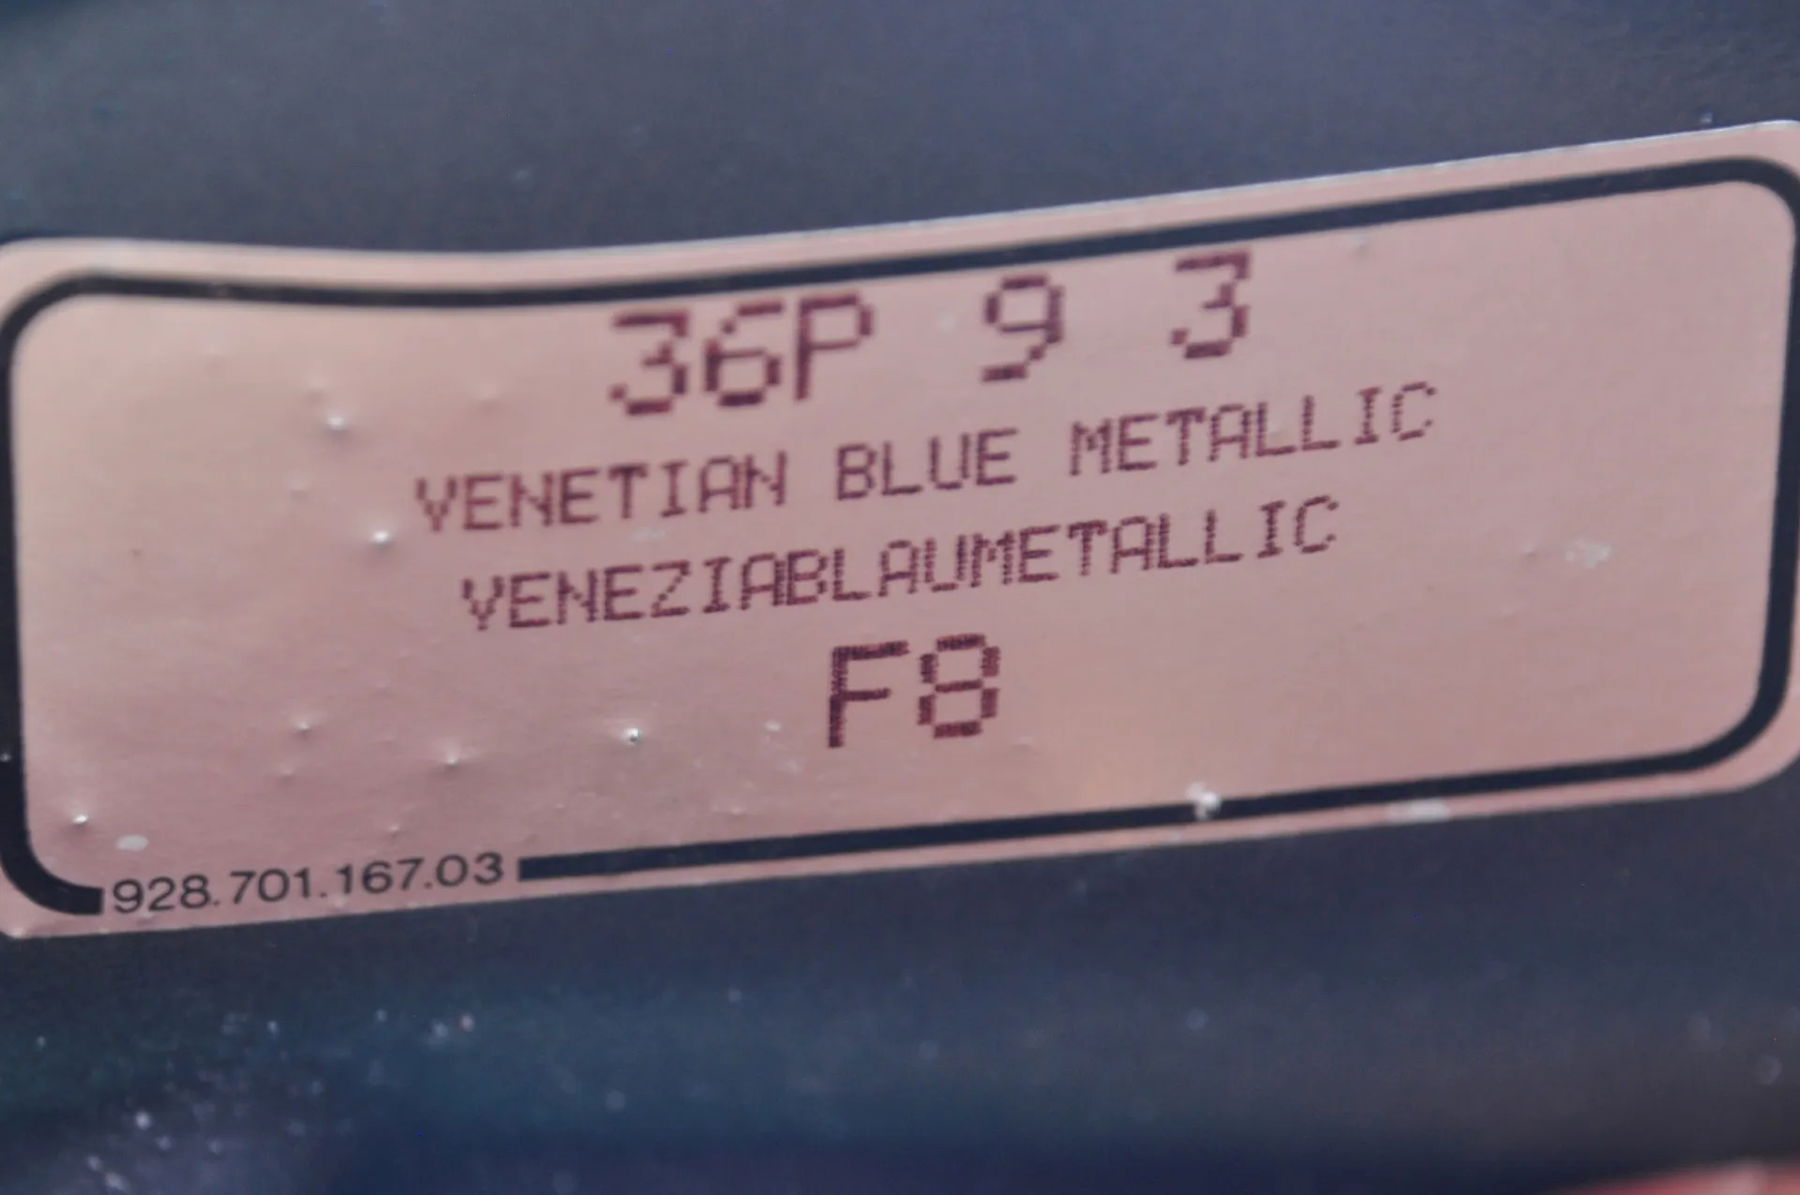 36P 9 3
VENETIAN BLUE METALLIC
VENEZIABLAUMETALLIC
F8
928.701.167.03